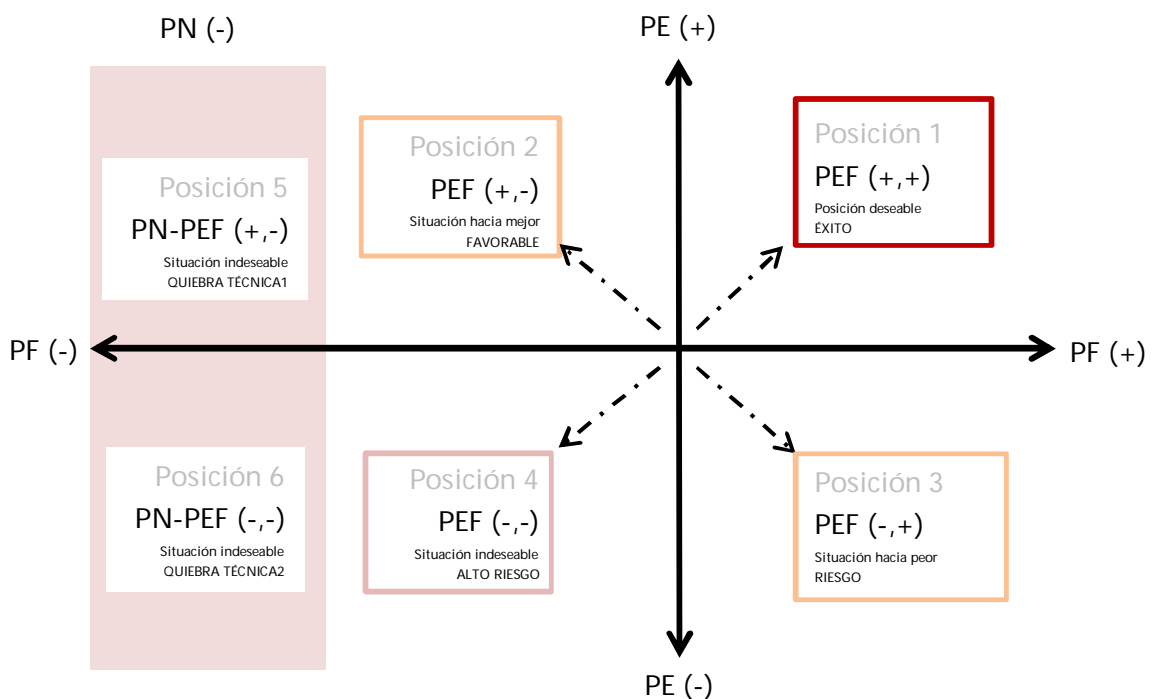 PN (-)
PE (+)
Posición 5
PN-PEF (+,-)
Situación indeseable
QUIEBRA TÉCNICA1
Posición 2
PEF (+,-)
Situación hacia mejor
FAVORABLE
Posición 1
PEF (+,+)
Posición deseable
ÉXITO
PF (-)
PF (+)
Posición 6
PN-PEF (-,-)
Situación indeseable
QUIEBRA TÉCNICA2
Posición 4
PEF (-,-)
Situación indeseable
ALTO RIESGO
Posición 3
PEF (-,+)
Situación hacia peor
RIESGO
PE (-)